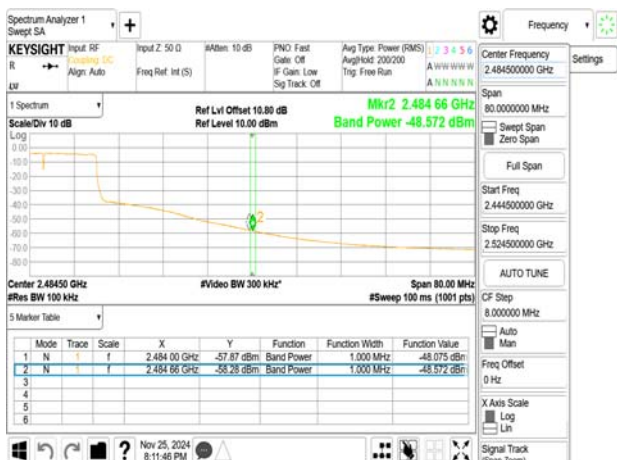 Spectrum Analyzer 1
Swept SA
+
Frequency
KEYSIGHT
Input: RF
Coupling: DC
Align: Auto
Input Z: 50 Ω
Freq Ref: Int (S)
#Atten: 10 dB
PNO: Fast
Gate: Off
IF Gain: Low
Sig Track: Off
Avg Type: Power (RMS)
Avg|Hold: 200/200
Trig: Free Run
1 2 3 4 5 6
A W W W W W
A N N N N N
R
Settings
1 Spectrum
Scale/Div 10 dB
Ref Lvl Offset 10.80 dB
Ref Level 10.00 dBm
Mkr2 2.484 66 GHz
Band Power -48.572 dBm
Log
0.00
-10.0
-20.0
-30.0
-40.0
-50.0
-60.0
-70.0
-80.0
2
Center 2.48450 GHz
#Res BW 100 kHz
#Video BW 300 kHz*
Span 80.00 MHz
#Sweep 100 ms (1001 pts)
5 Marker Table
Mode Trace Scale X Y Function Function Width Function Value
1 N 1 f 2.484 00 GHz -57.87 dBm Band Power 1.000 MHz -48.075 dBm
2 N 1 f 2.484 66 GHz -58.28 dBm Band Power 1.000 MHz -48.572 dBm
3
4
5
6
Center Frequency
2.484500000 GHz
Span
80.0000000 MHz
Swept Span
Zero Span
Full Span
Start Freq
2.444500000 GHz
Stop Freq
2.524500000 GHz
AUTO TUNE
CF Step
8.000000 MHz
Auto
Man
Freq Offset
0 Hz
X Axis Scale
Log
Lin
Signal Track
?
Nov 25, 2024
8:11:46 PM